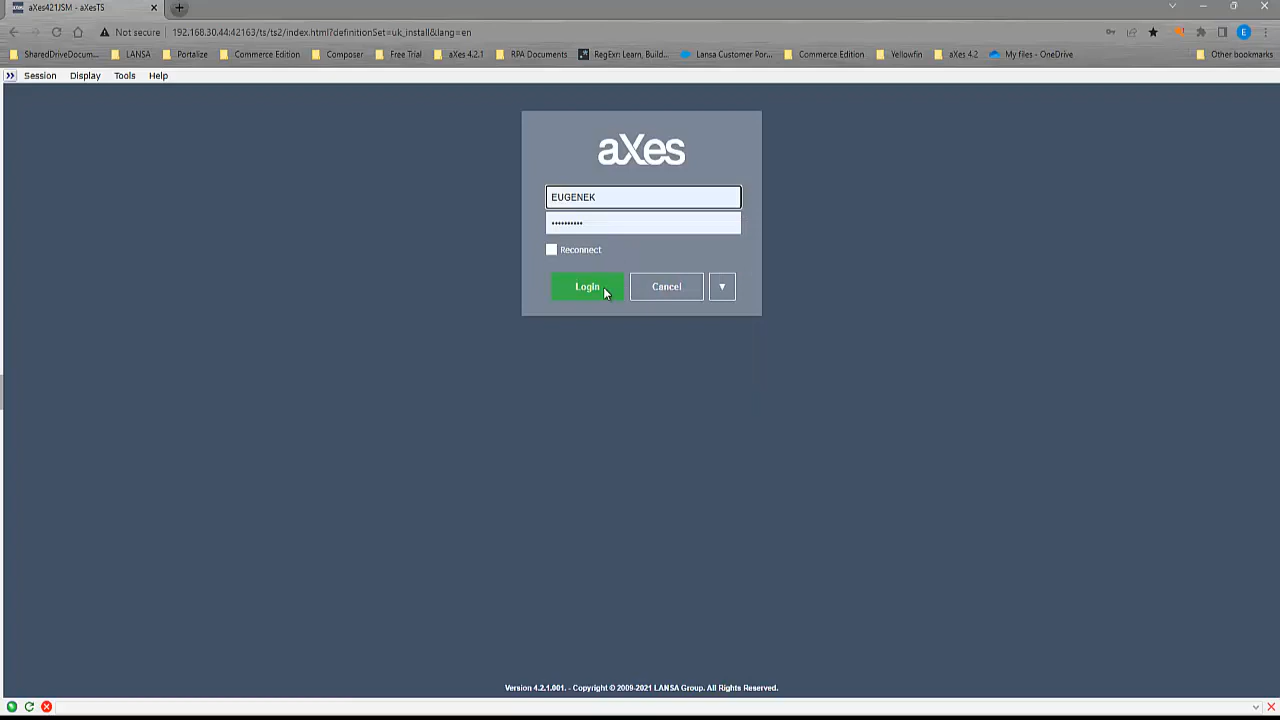 aXes421JSM - aXesTS
Not secure 192.168.30.44:42163/ts/ts2/index.html?definitionSet=uk_install&lang=en
E
SharedDriveDocum... LANSA Portalize Commerce Edition Composer Free Trial aXes 4.2.1 RPA Documents RegExr: Learn, Build... Lansa Customer Por... Commerce Edition Yellowfin aXes 4.2 My files - OneDrive Other bookmarks
Session Display Tools Help
aXes
EUGENEK
••••••••••
Reconnect
Login Cancel ▼
Version 4.2.1.001. - Copyright © 2009-2021 LANSA Group. All Rights Reserved.